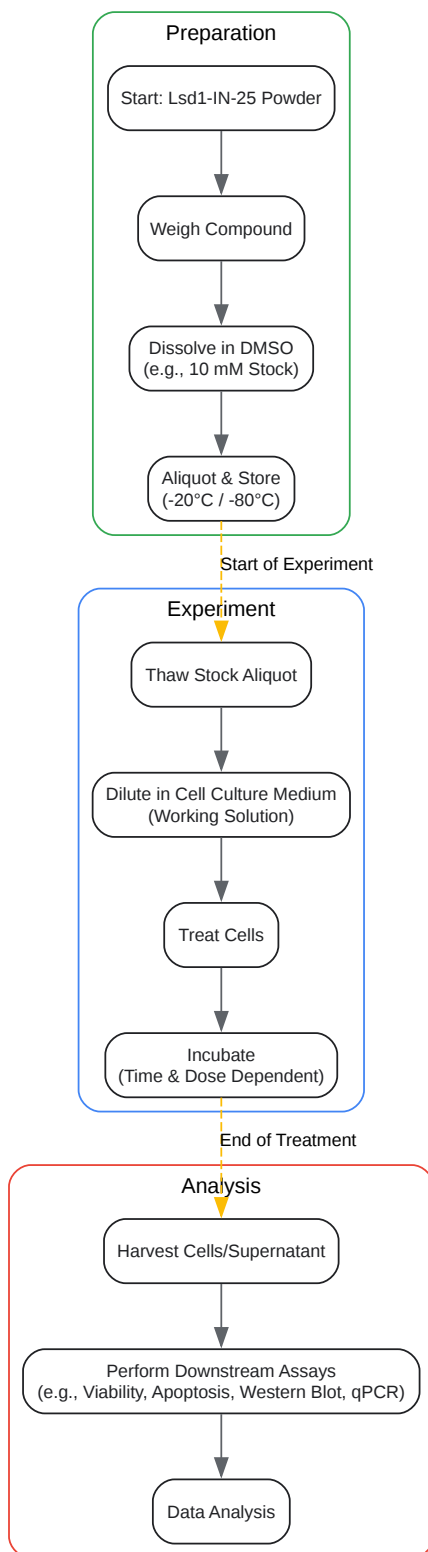 Preparation
Start: Lsd1-IN-25 Powder
Weigh Compound
Dissolve in DMSO
(e.g., 10 mM Stock)
Aliquot & Store
(-20°C / -80°C)
Start of Experiment
Experiment
Thaw Stock Aliquot
Dilute in Cell Culture Medium
(Working Solution)
Treat Cells
Incubate
(Time & Dose Dependent)
End of Treatment
Analysis
Harvest Cells/Supernatant
Perform Downstream Assays
(e.g., Viability, Apoptosis, Western Blot, qPCR)
Data Analysis